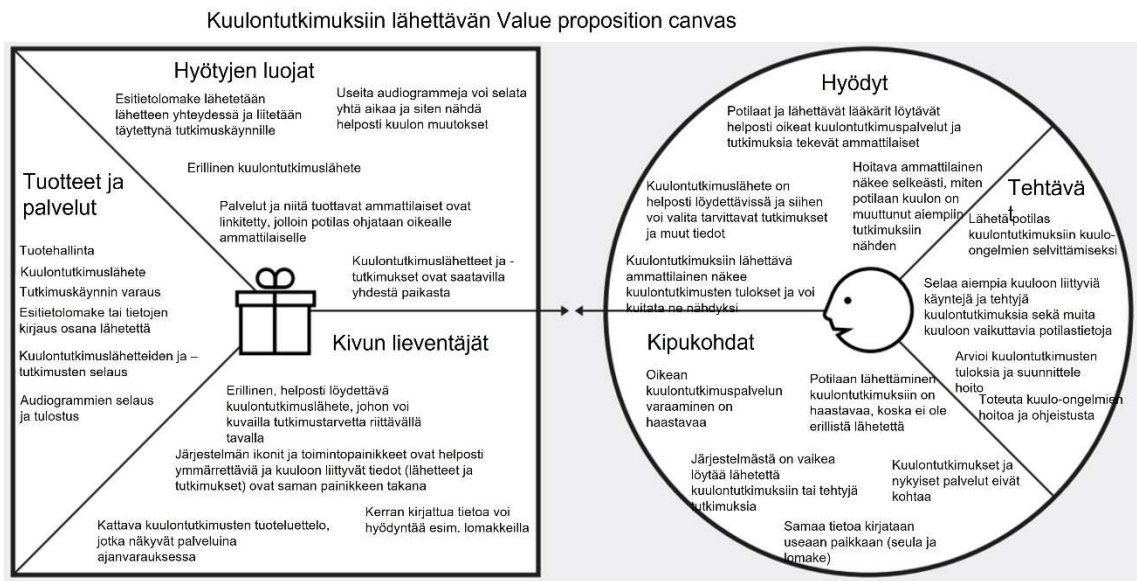 Kuulontutkimuksiin lähettävän Value proposition canvas
Hyötyjen luojat
Esitietolomake lähetetään
lähetteen yhteydessä ja liitetään
täytettynä tutkimuskäynnille
Useita audiogrammeja voi selata
yhtä aikaa ja siten nähdä
helposti kuulon muutokset
Erillinen kuulontutkimuslähete
Palvelut ja niitä tuottavat ammattilaiset ovat
linkitetty, jolloin potilas ohjataan oikealle
ammattilaiselle
Kuulontutkimuslähetteet ja -
tutkimukset ovat saatavilla
yhdestä paikasta
Tuotteet ja
palvelut
Tuotehallinta
Kuulontutkimuslähete
Tutkimuskäynnin varaus
Esitietolomake tai tietojen
kirjaus osana lähetettä
Kuulontutkimuslähetteiden ja –
tutkimusten selaus
Audiogrammien selaus
ja tulostus
Kivun lieventäjät
Erillinen, helposti löydettävä
kuulontutkimuslähete, johon voi
kuvailla tutkimustarvetta riittävällä
tavalla
Järjestelmän ikonit ja toimintopainikkeet ovat helposti
ymmärrettäviä ja kuuloon liittyvät tiedot (lähetteet ja
tutkimukset) ovat saman painikkeen takana
Kattava kuulontutkimusten tuoteluettelo,
jotka näkyvät palveluina
ajanvarauksessa
Kerran kirjattua tietoa voi
hyödyntää esim. lomakkeilla
Hyödyt
Potilaat ja lähettävät lääkärit löytävät
helposti oikeat kuulontutkimuspalvelut ja
tutkimuksia tekevät ammattilaiset
Kuulontutkimuslähete on
helposti löydettävissä ja siihen
voi valita tarvittavat tutkimukset
ja muut tiedot
Hoitava ammattilainen
näkee selkeästi, miten
potilaan kuulon on
muuttunut aiempiin
tutkimuksiin
nähden
Kuulontutkimuksiin lähettävä
ammattilainen näkee
kuulontutkimusten tulokset ja voi
kuitata ne nähdyksi
Tehtävä
t
Lähetä potilas
kuulontutkimuksiin kuulo-
ongelmien selvittämiseksi
Selaa aiempia kuuloon liittyviä
käyntejä ja tehtyjä
kuulontutkimuksia sekä muita
kuuloon vaikuttavia potilastietoja
Arvioi kuulontutkimusten
tuloksia ja suunnittele
hoito
Toteuta kuulo-ongelmien
hoitoa ja ohjeistusta
Kipukohdat
Oikean
kuulontutkimuspalvelun
varaaminen on
haastavaa
Potilaan lähettäminen
kuulontutkimuksiin on
haastavaa, koska ei ole
erillistä lähetettä
Järjestelmästä on vaikea
löytää lähetettä
kuulontutkimuksiin tai tehtyjä
tutkimuksia
Kuulontutkimukset ja
nykyiset palvelut eivät
kohtaa
Samaa tietoa kirjataan
useaan paikkaan (seula ja
lomake)